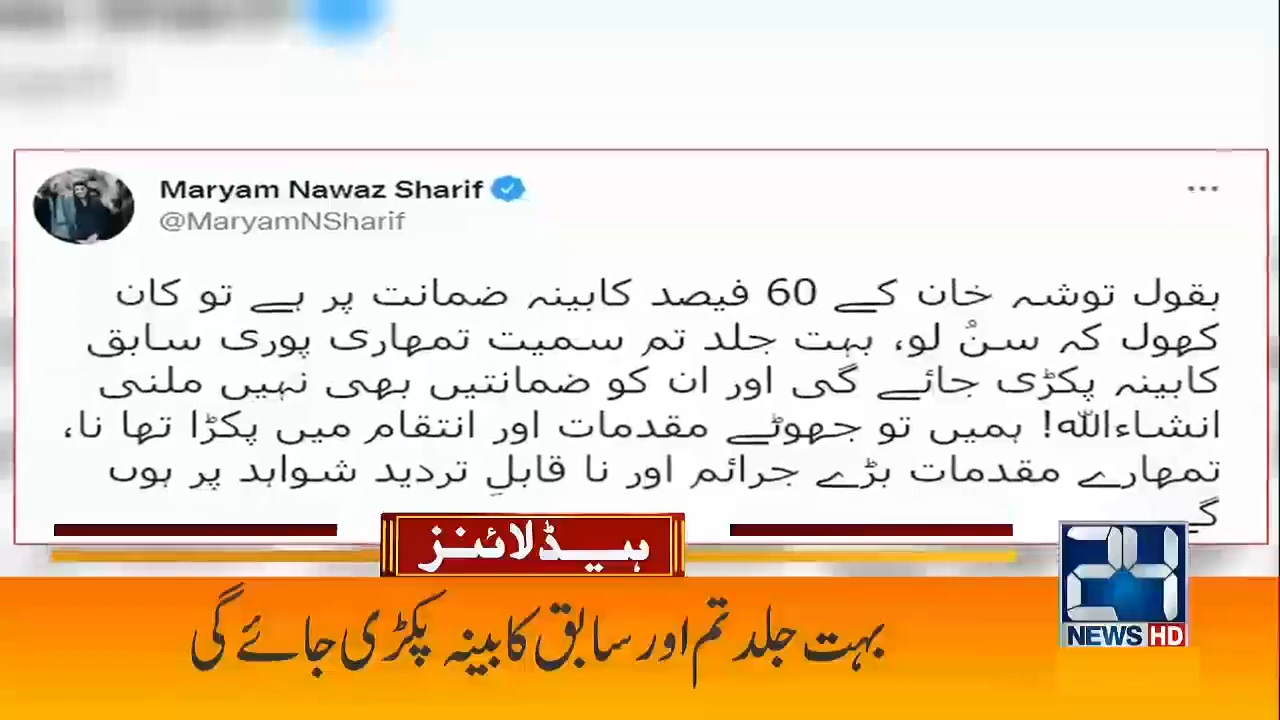 Maryam Nawaz Sharif
@MaryamNSharif
بقول توشہ خان کے 60 فیصد کابینہ ضمانت پر ہے تو کان
کھول کہ سنُ لو، بہت جلد تم سمیت تمھاری پوری سابق
کابینہ پکڑی جائے گی اور ان کو ضمانتیں بھی نہیں ملنی
انشاءاللہ! ہمیں تو جھوٹے مقدمات اور انتقام میں پکڑا تھا نا،
تمھارے مقدمات بڑے جرائم اور نا قابلِ تردید شواہد پر ہوں
گے
ہیڈلائنز
بہت جلد تم اور سابق کابینہ پکڑی جائے گی
24
NEWS HD